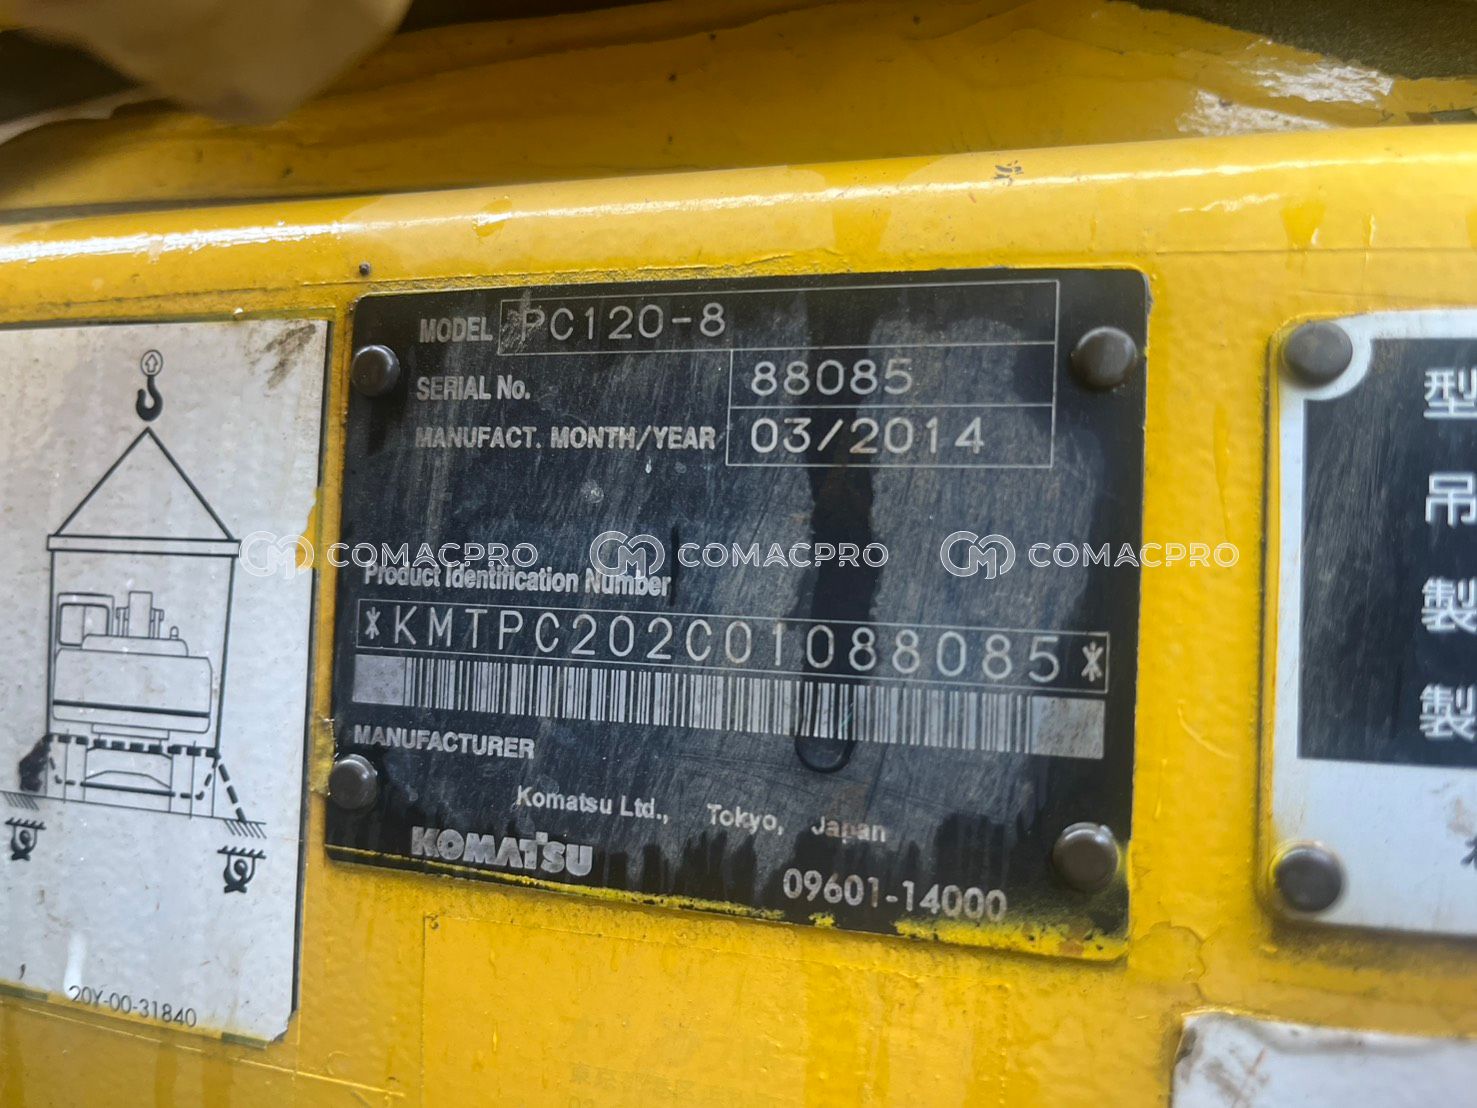 MODEL PC120-8
SERIAL No. 88085
MANUFACT. MONTH/YEAR 03/2014
COMACPRO COMACPRO COMACPRO
Product Identification Number
*KMTPC202C01088085*
MANUFACTURER
Komatsu Ltd., Tokyo, Japan
KOMATSU
09601-14000
20Y-00-31840
型
吊
製
製